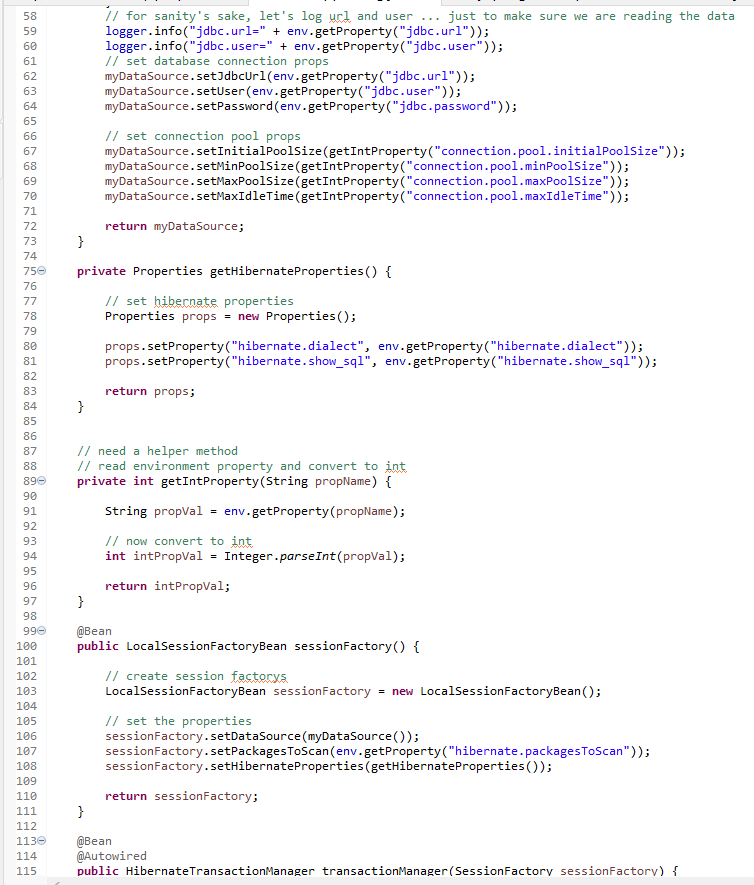 58 // for sanity's sake, let's log url and user ... just to make sure we are reading the data
59 logger.info("jdbc.url=" + env.getProperty("jdbc.url"));
60 logger.info("jdbc.user=" + env.getProperty("jdbc.user"));
61 // set database connection props
62 myDataSource.setJdbcUrl(env.getProperty("jdbc.url"));
63 myDataSource.setUser(env.getProperty("jdbc.user"));
64 myDataSource.setPassword(env.getProperty("jdbc.password"));
65
66 // set connection pool props
67 myDataSource.setInitialPoolSize(getIntProperty("connection.pool.initialPoolSize"));
68 myDataSource.setMinPoolSize(getIntProperty("connection.pool.minPoolSize"));
69 myDataSource.setMaxPoolSize(getIntProperty("connection.pool.maxPoolSize"));
70 myDataSource.setMaxIdleTime(getIntProperty("connection.pool.maxIdleTime"));
71
72 return myDataSource;
73 }
74
75 private Properties getHibernateProperties() {
76
77 // set hibernate properties
78 Properties props = new Properties();
79
80 props.setProperty("hibernate.dialect", env.getProperty("hibernate.dialect"));
81 props.setProperty("hibernate.show_sql", env.getProperty("hibernate.show_sql"));
82
83 return props;
84 }
85
86
87 // need a helper method
88 // read environment property and convert to int
89 private int getIntProperty(String propName) {
90
91 String propVal = env.getProperty(propName);
92
93 // now convert to int
94 int intPropVal = Integer.parseInt(propVal);
95
96 return intPropVal;
97 }
98
99 @Bean
100 public LocalSessionFactoryBean sessionFactory() {
101
102 // create session factorys
103 LocalSessionFactoryBean sessionFactory = new LocalSessionFactoryBean();
104
105 // set the properties
106 sessionFactory.setDataSource(myDataSource());
107 sessionFactory.setPackagesToScan(env.getProperty("hibernate.packagesToScan"));
108 sessionFactory.setHibernateProperties(getHibernateProperties());
109
110 return sessionFactory;
111 }
112
113 @Bean
114 @Autowired
115 public HibernateTransactionManager transactionManager(SessionFactory sessionFactory) {